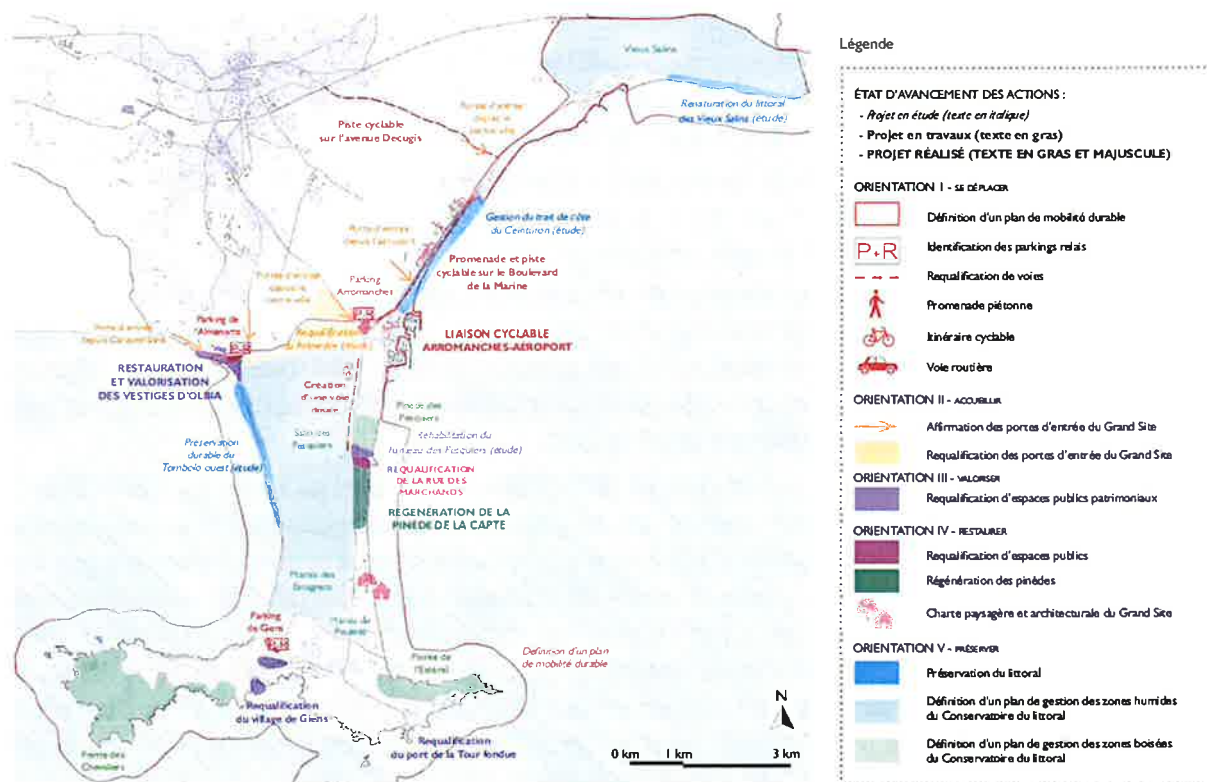 Vieux Salins
Renaturation du littoral
des Vieux Salins (étude)
Piste cyclable
sur l'avenue Decugis
Gestion du trait de côte
du Ceinturon (étude)
Promenade et piste
cyclable sur le Boulevard
de la Marine
Parking
Arromanches
LIAISON CYCLABLE
ARROMANCHES-AÉROPORT
Parking de
l'Almanarre
RESTAURATION
ET VALORISATION
DES VESTIGES D'OLBIA
Création
d'une voie
douce
Préservation
durable du
Tombolo ouest (étude)
Pinède des
Pesquiers
Réhabilitation du
hameau des Pesquiers (étude)
REQUALIFICATION
DE LA RUE DES
MARCHANDS
RÉGÉNÉRATION DE LA
PINÈDE DE LA CAPTE
Parking
de Giens
Pointe de
l'Estérel
Définition d'un plan
de mobilité durable
Requalification
du village de Giens
Requalification
du port de la Tour fondue
Pointe des
Chevaliers
N
0 km 1 km 3 km
Légende
ÉTAT D'AVANCEMENT DES ACTIONS :
- Projet en étude (texte en italique)
- Projet en travaux (texte en gras)
- PROJET RÉALISÉ (TEXTE EN GRAS ET MAJUSCULE)
ORIENTATION I - SE DÉPLACER
Définition d'un plan de mobilité durable
P+R Identification des parkings relais
Requalification de voies
Promenade piétonne
Itinéraire cyclable
Voie routière
ORIENTATION II - ACCUEILLIR
Affirmation des portes d'entrée du Grand Site
Requalification des portes d'entrée du Grand Site
ORIENTATION III - VALORISER
Requalification d'espaces publics patrimoniaux
ORIENTATION IV - RESTAURER
Requalification d'espaces publics
Régénération des pinèdes
Charte paysagère et architecturale du Grand Site
ORIENTATION V - PRÉSERVER
Préservation du littoral
Définition d'un plan de gestion des zones humides
du Conservatoire du littoral
Définition d'un plan de gestion des zones boisées
du Conservatoire du littoral